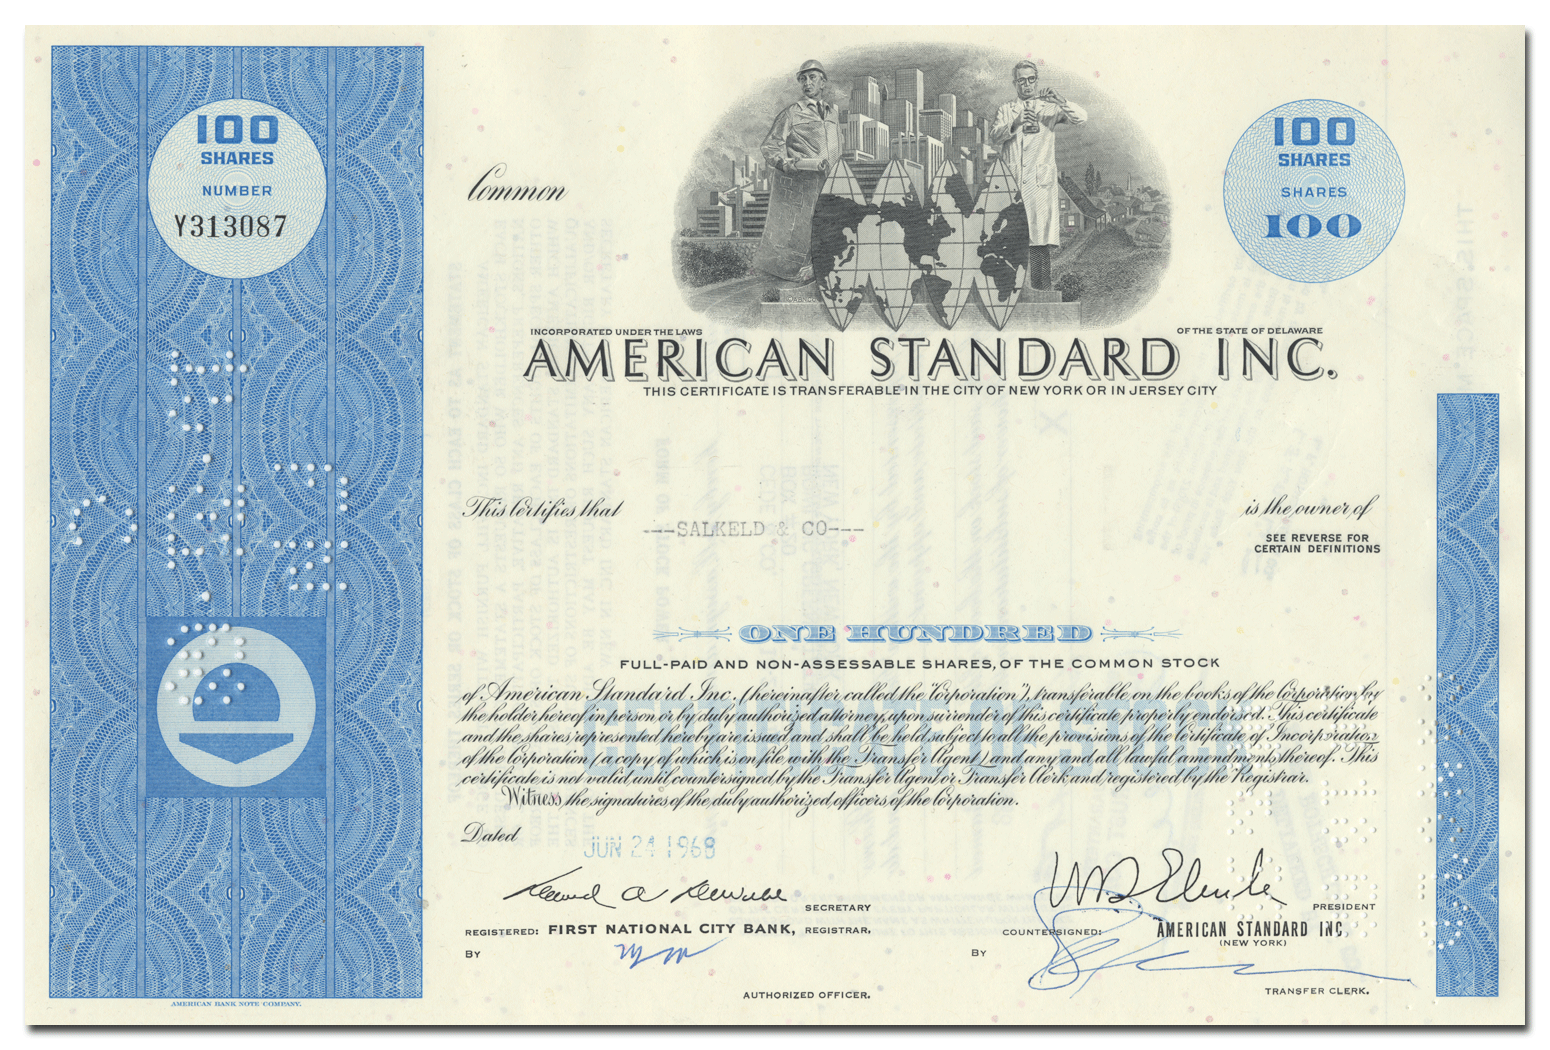 100
SHARES
NUMBER
Y313087
Common
100
SHARES
SHARES
100
INCORPORATED UNDER THE LAWS
OF THE STATE OF DELAWARE
AMERICAN STANDARD INC.
THIS CERTIFICATE IS TRANSFERABLE IN THE CITY OF NEW YORK OR IN JERSEY CITY
This Certifies that
---SALKELD & CO---
is the owner of
SEE REVERSE FOR
CERTAIN DEFINITIONS
ONE HUNDRED
FULL-PAID AND NON-ASSESSABLE SHARES, OF THE COMMON STOCK
of American Standard Inc. (hereinafter called the "Corporation"), transferable on the books of the Corporation by
the holder hereof in person or by duly authorized attorney, upon surrender of this certificate properly endorsed. This certificate
and the shares represented hereby are issued and shall be held subject to all the provisions of the Certificate of Incorporation
of the Corporation (a copy of which is on file with the Transfer Agent) and any and all lawful amendments thereof. This
certificate is not valid until countersigned by the Transfer Agent or Transfer Clerk and registered by the Registrar.
Witness the signatures of the duly authorized officers of the Corporation.
Dated
JUN 24 1968
SECRETARY
PRESIDENT
REGISTERED: FIRST NATIONAL CITY BANK, REGISTRAR.
COUNTERSIGNED: AMERICAN STANDARD INC.
(NEW YORK)
BY
BY
AUTHORIZED OFFICER.
TRANSFER CLERK.
AMERICAN BANK NOTE COMPANY.